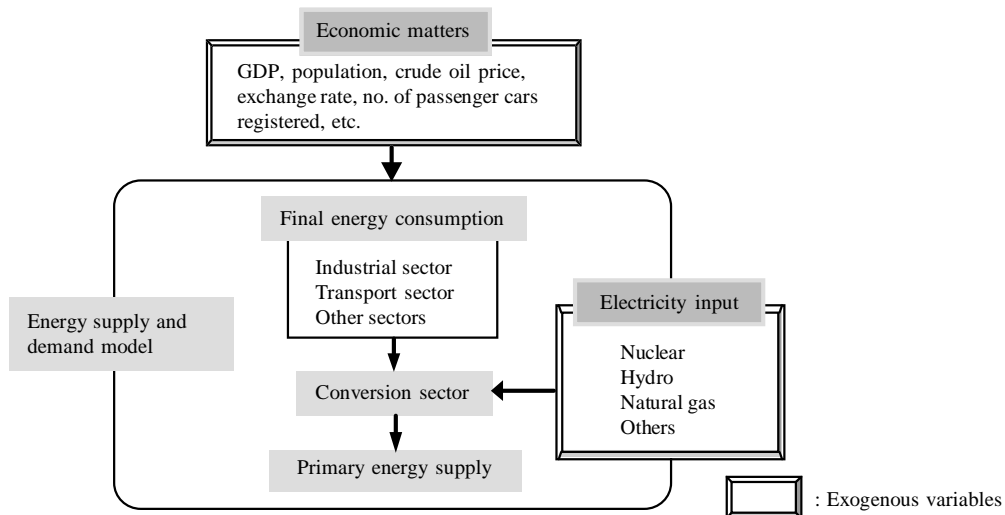 Economic matters
GDP, population, crude oil price,
exchange rate, no. of passenger cars
registered, etc.
Final energy consumption
Industrial sector
Transport sector
Other sectors
Energy supply and
demand model
Electricity input
Nuclear
Hydro
Natural gas
Others
Conversion sector
Primary energy supply
: Exogenous variables